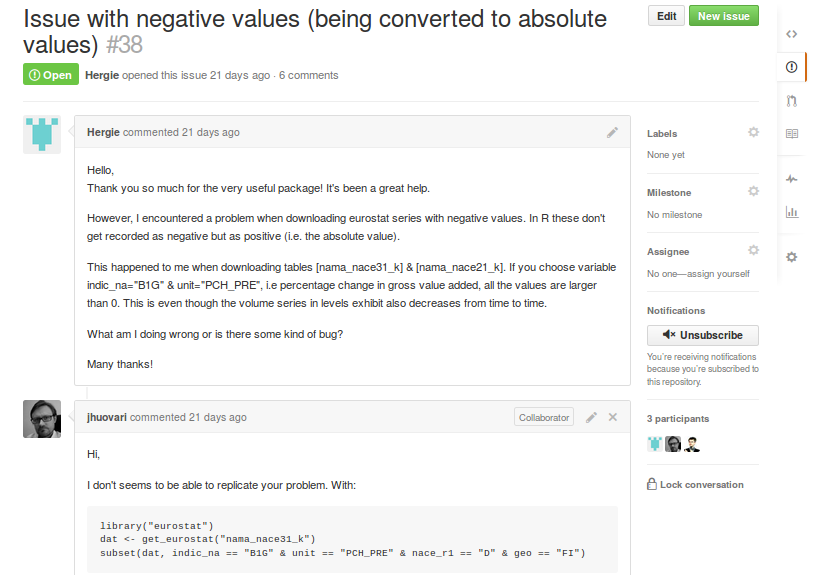 Issue with negative values (being converted to absolute
values) #38
Edit
New issue
Open
Hergie opened this issue 21 days ago · 6 comments
Hergie commented 21 days ago
Hello,
Thank you so much for the very useful package! It's been a great help.
However, I encountered a problem when downloading eurostat series with negative values. In R these don't
get recorded as negative but as positive (i.e. the absolute value).
This happened to me when downloading tables [nama_nace31_k] & [nama_nace21_k]. If you choose variable
indic_na="B1G" & unit="PCH_PRE", i.e percentage change in gross value added, all the values are larger
than 0. This is even though the volume series in levels exhibit also decreases from time to time.
What am I doing wrong or is there some kind of bug?
Many thanks!
jhuovari commented 21 days ago
Collaborator
Hi,
I don't seems to be able to replicate your problem. With:
library("eurostat")
dat <- get_eurostat("nama_nace31_k")
subset(dat, indic_na == "B1G" & unit == "PCH_PRE" & nace_r1 == "D" & geo == "FI")
Labels
None yet
Milestone
No milestone
Assignee
No one—assign yourself
Notifications
Unsubscribe
You're receiving notifications
because you're subscribed to
this repository.
3 participants
Lock conversation